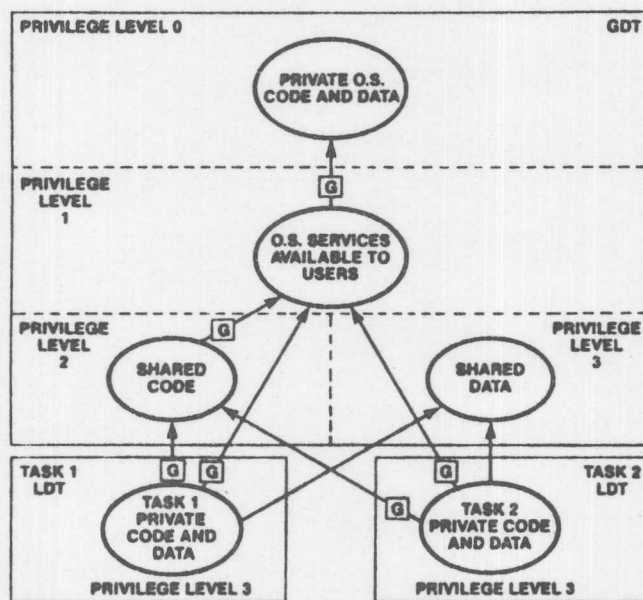 PRIVILEGE LEVEL 0
GDT
PRIVATE O.S.
CODE AND DATA
G
PRIVILEGE
LEVEL
1
O.S. SERVICES
AVAILABLE TO
USERS
PRIVILEGE
LEVEL
2
G
PRIVILEGE
LEVEL
3
SHARED
CODE
SHARED
DATA
TASK 1
LDT
G
G
G
TASK 2
LDT
G
TASK 1
PRIVATE
CODE AND
DATA
TASK 2
PRIVATE CODE
AND DATA
PRIVILEGE LEVEL 3
PRIVILEGE LEVEL 3